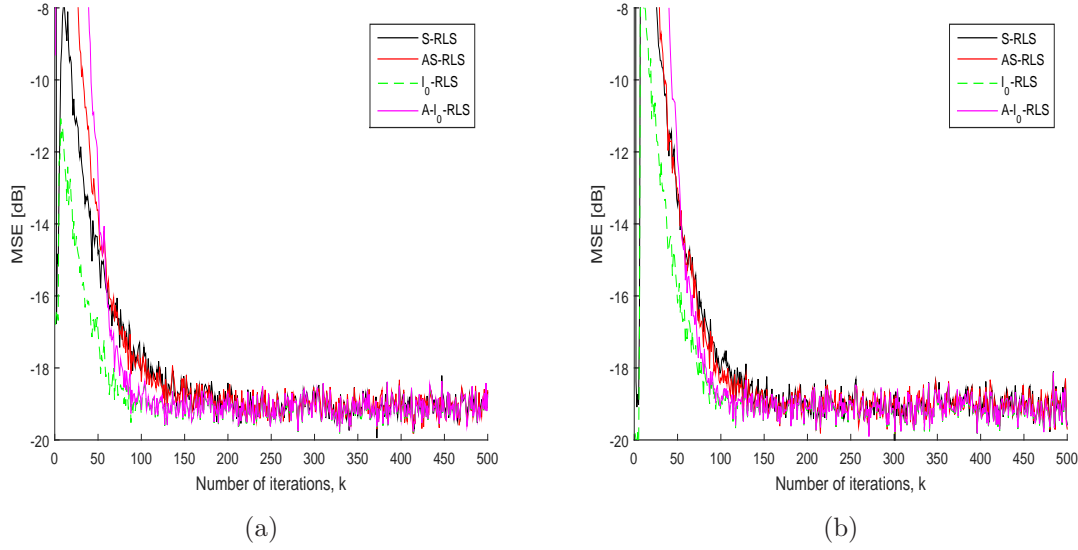 -8
-10
-12
-14
-16
-18
-20
MSE [dB]
0 50 100 150 200 250 300 350 400 450 500
Number of iterations, k
S-RLS
AS-RLS
l₀-RLS
A-l₀-RLS
(a)
-8
-10
-12
-14
-16
-18
-20
MSE [dB]
0 50 100 150 200 250 300 350 400 450 500
Number of iterations, k
S-RLS
AS-RLS
l₀-RLS
A-l₀-RLS
(b)